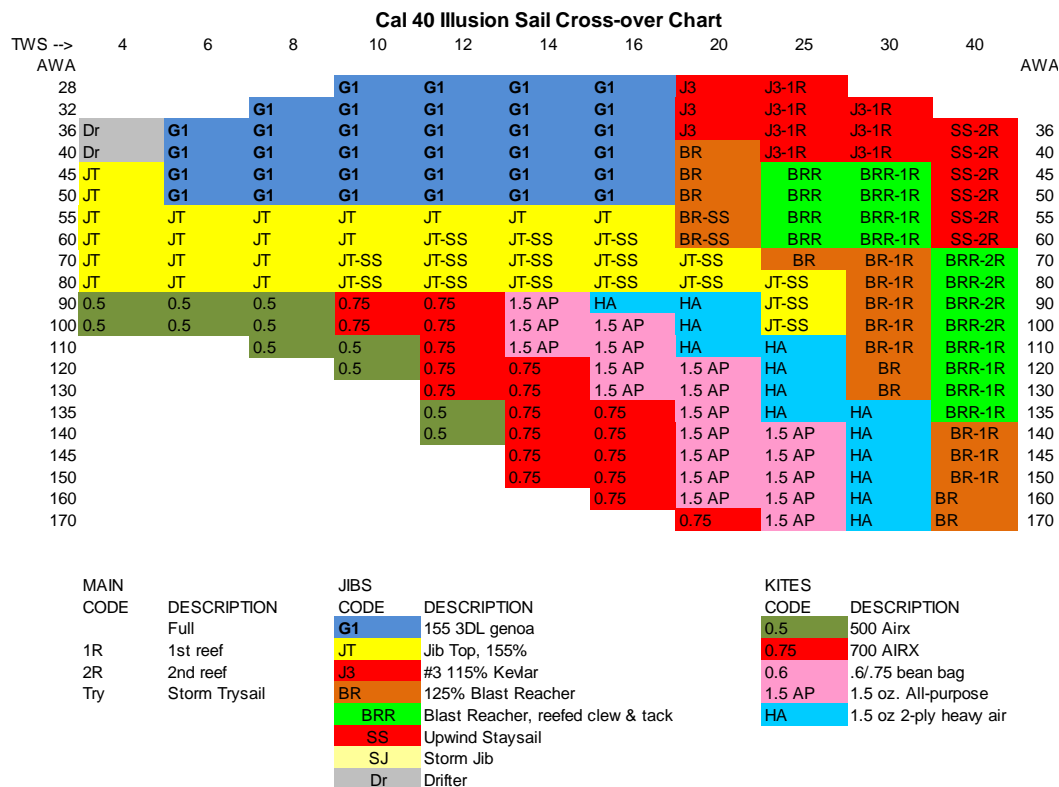 Cal 40 Illusion Sail Cross-over Chart
TWS --> 4 6 8 10 12 14 16 20 25 30 40
AWA AWA
28 G1 G1 G1 G1 J3 J3-1R
32 G1 G1 G1 G1 G1 J3 J3-1R J3-1R
36 Dr G1 G1 G1 G1 G1 G1 J3 J3-1R J3-1R SS-2R 36
40 Dr G1 G1 G1 G1 G1 G1 BR J3-1R J3-1R SS-2R 40
45 JT G1 G1 G1 G1 G1 G1 BR BRR BRR-1R SS-2R 45
50 JT G1 G1 G1 G1 G1 G1 BR BRR BRR-1R SS-2R 50
55 JT JT JT JT JT JT JT BR-SS BRR BRR-1R SS-2R 55
60 JT JT JT JT JT-SS JT-SS JT-SS BR-SS BRR BRR-1R SS-2R 60
70 JT JT JT JT-SS JT-SS JT-SS JT-SS JT-SS BR BR-1R BRR-2R 70
80 JT JT JT JT-SS JT-SS JT-SS JT-SS JT-SS JT-SS BR-1R BRR-2R 80
90 0.5 0.5 0.5 0.75 0.75 1.5 AP HA HA JT-SS BR-1R BRR-2R 90
100 0.5 0.5 0.5 0.75 0.75 1.5 AP 1.5 AP HA JT-SS BR-1R BRR-2R 100
110 0.5 0.5 0.75 1.5 AP 1.5 AP HA HA BR-1R BRR-1R 110
120 0.5 0.75 0.75 1.5 AP 1.5 AP HA BR BRR-1R 120
130 0.75 0.75 1.5 AP 1.5 AP HA BR BRR-1R 130
135 0.5 0.75 0.75 1.5 AP HA HA BRR-1R 135
140 0.5 0.75 0.75 1.5 AP 1.5 AP HA BR-1R 140
145 0.75 0.75 1.5 AP 1.5 AP HA BR-1R 145
150 0.75 0.75 1.5 AP 1.5 AP HA BR-1R 150
160 0.75 1.5 AP 1.5 AP HA BR 160
170 0.75 1.5 AP HA BR 170
MAIN JIBS KITES
CODE DESCRIPTION CODE DESCRIPTION CODE DESCRIPTION
Full G1 155 3DL genoa 0.5 500 Airx
1R 1st reef JT Jib Top, 155% 0.75 700 AIRX
2R 2nd reef J3 #3 115% Kevlar 0.6 .6/.75 bean bag
Try Storm Trysail BR 125% Blast Reacher 1.5 AP 1.5 oz. All-purpose
BRR Blast Reacher, reefed clew & tack HA 1.5 oz 2-ply heavy air
SS Upwind Staysail
SJ Storm Jib
Dr Drifter